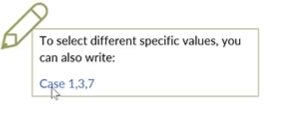 To select different specific values, you
can also write:
Case 1,3,7